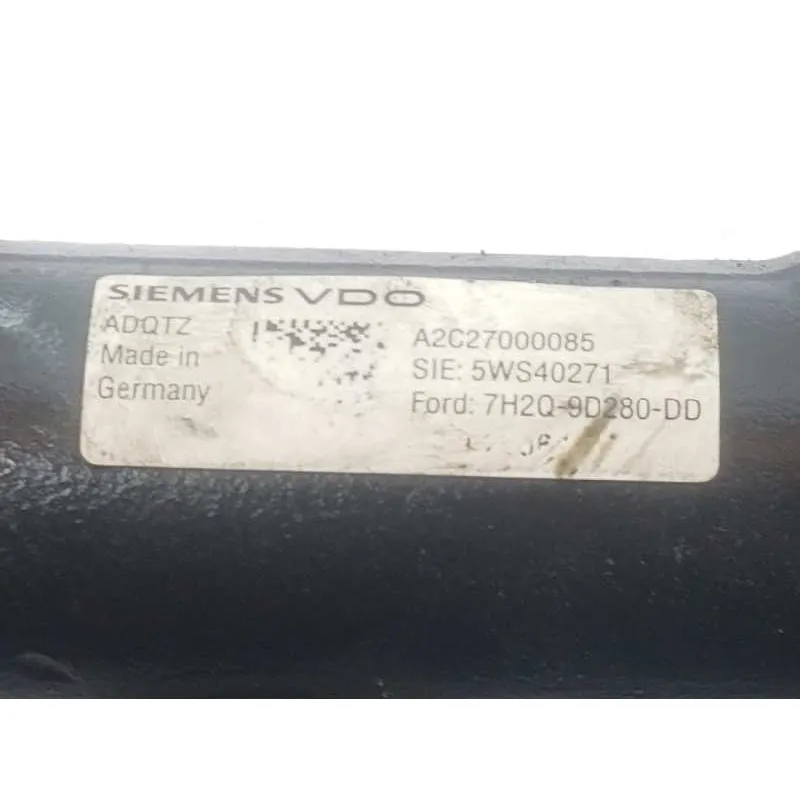 SIEMENS VDO
ADQTZ
Made in
Germany
A2C27000085
SIE: 5WS40271
Ford: 7H2Q-9D280-DD